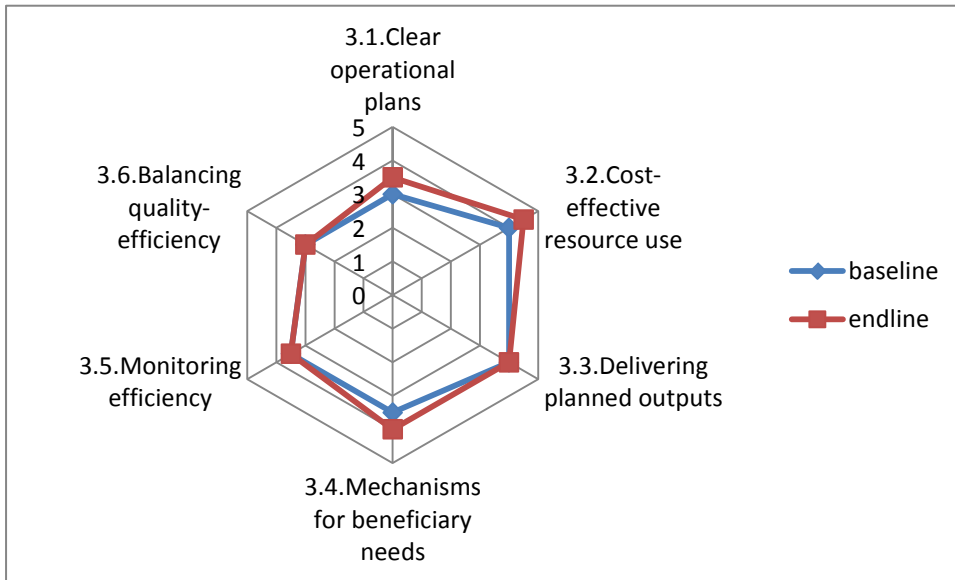 3.1.Clear
operational
plans
5
4
3
2
1
0
3.2.Cost-
effective
resource use
3.3.Delivering
planned outputs
3.4.Mechanisms
for beneficiary
needs
3.5.Monitoring
efficiency
3.6.Balancing
quality-
efficiency
baseline
endline